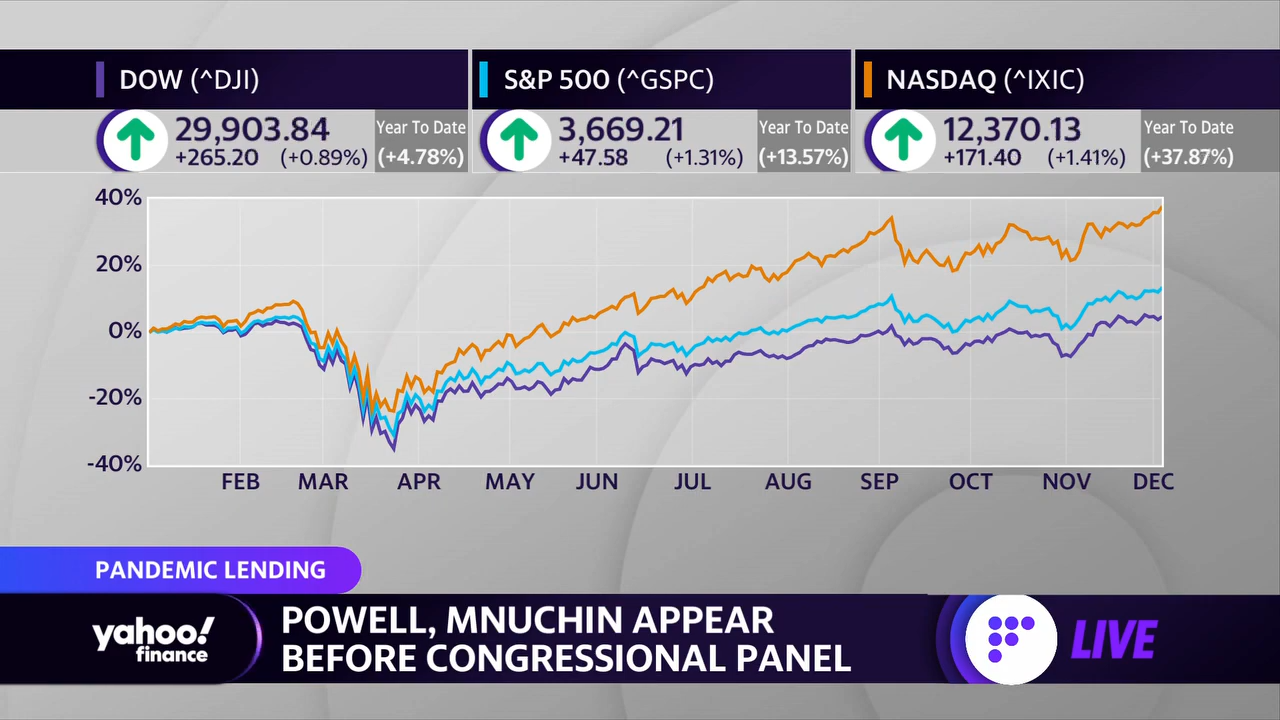 DOW (^DJI)
29,903.84
+265.20 (+0.89%)
Year To Date
(+4.78%)
S&P 500 (^GSPC)
3,669.21
+47.58 (+1.31%)
Year To Date
(+13.57%)
NASDAQ (^IXIC)
12,370.13
+171.40 (+1.41%)
Year To Date
(+37.87%)
40%
20%
0%
-20%
-40%
FEB MAR APR MAY JUN JUL AUG SEP OCT NOV DEC
PANDEMIC LENDING
yahoo!
finance
POWELL, MNUCHIN APPEAR
BEFORE CONGRESSIONAL PANEL
LIVE